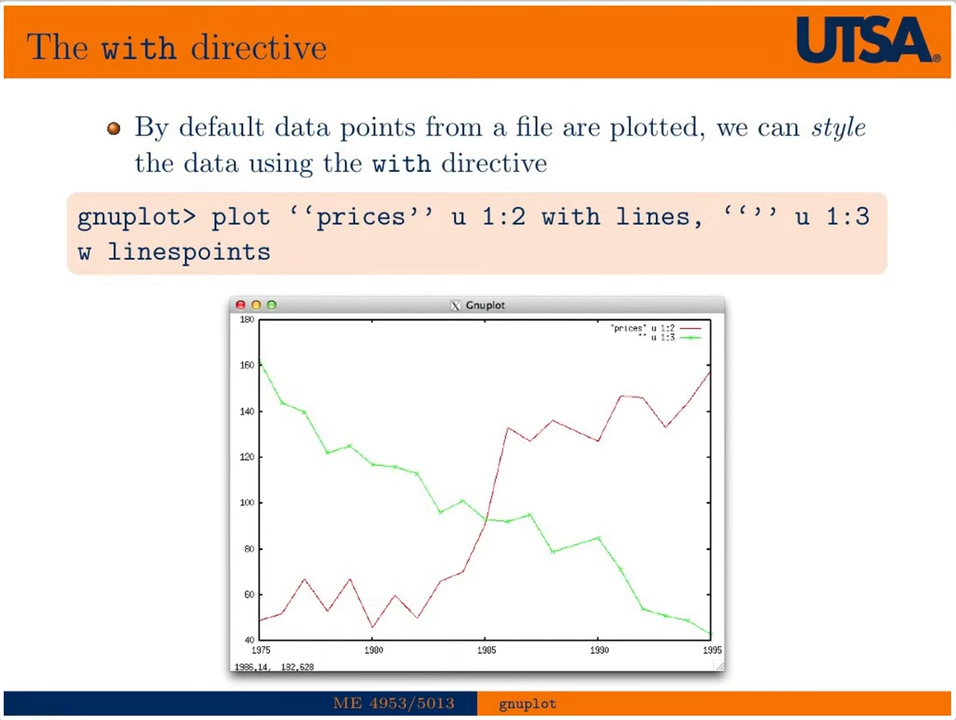 The with directive
UTSA®
By default data points from a file are plotted, we can style
the data using the with directive
gnuplot> plot ‘‘prices’’ u 1:2 with lines, ‘‘’’ u 1:3
w linespoints
X Gnuplot
"prices" u 1:2
"" u 1:3
180
160
140
120
100
80
60
40
1975 1980 1985 1990 1995
1986,14, 182,628
ME 4953/5013 gnuplot